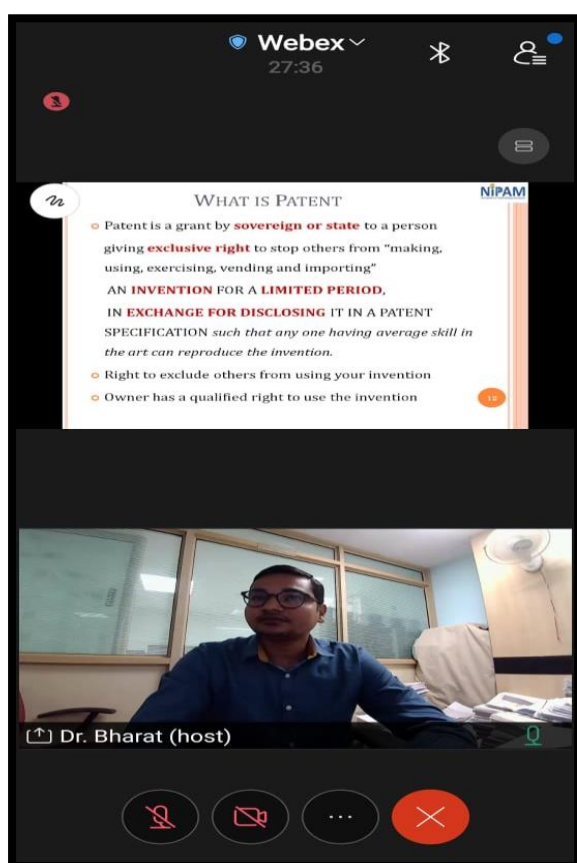 Webex
27:36
WHAT IS PATENT
NiPAM
Patent is a grant by sovereign or state to a person
giving exclusive right to stop others from “making,
using, exercising, vending and importing”
AN INVENTION FOR A LIMITED PERIOD,
IN EXCHANGE FOR DISCLOSING IT IN A PATENT
SPECIFICATION such that any one having average skill in
the art can reproduce the invention.
Right to exclude others from using your invention
Owner has a qualified right to use the invention
Dr. Bharat (host)